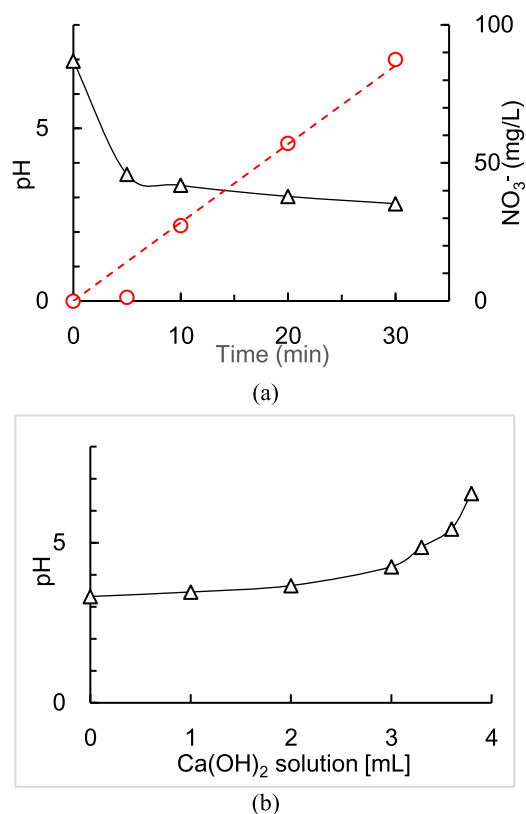 100
pH
5
50
NO₃⁻ (mg/L)
0
0
0
10
20
30
Time (min)
(a)
pH
5
0
0
1
2
3
4
Ca(OH)₂ solution [mL]
(b)